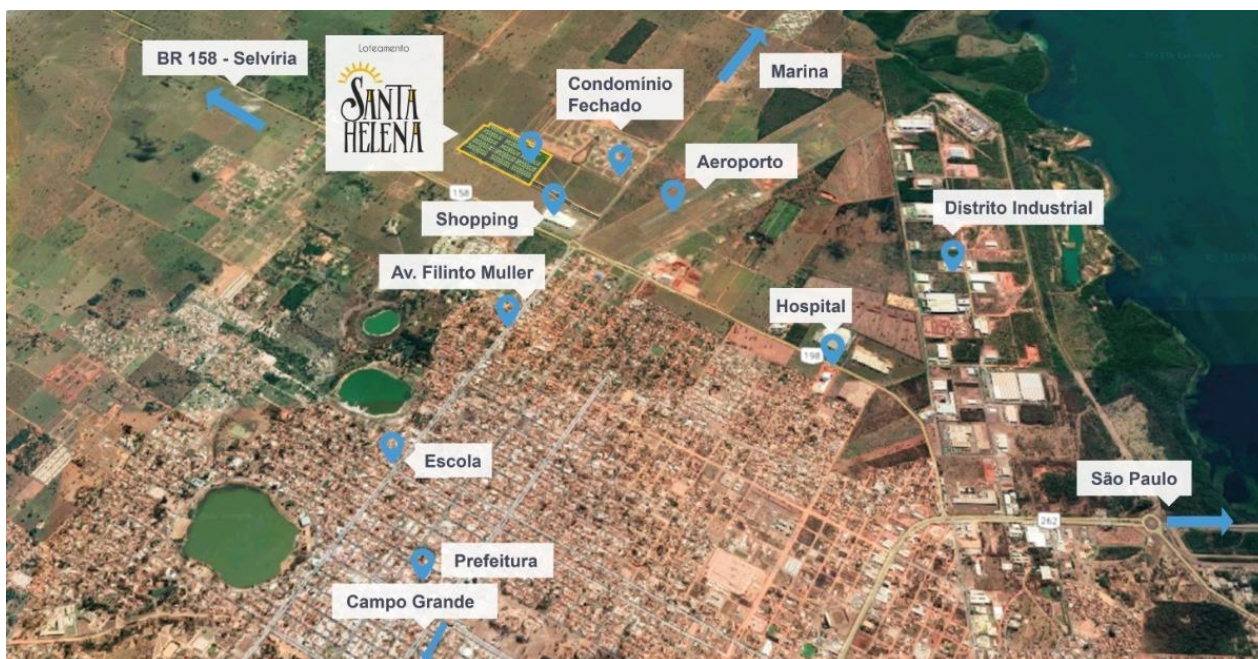 BR 158 - Selvíria
Loteamento
SANTA
HELENA
Condomínio
Fechado
Marina
Aeroporto
158
Shopping
Distrito Industrial
Av. Filinto Muller
Hospital
198
Escola
São Paulo
262
Prefeitura
Campo Grande